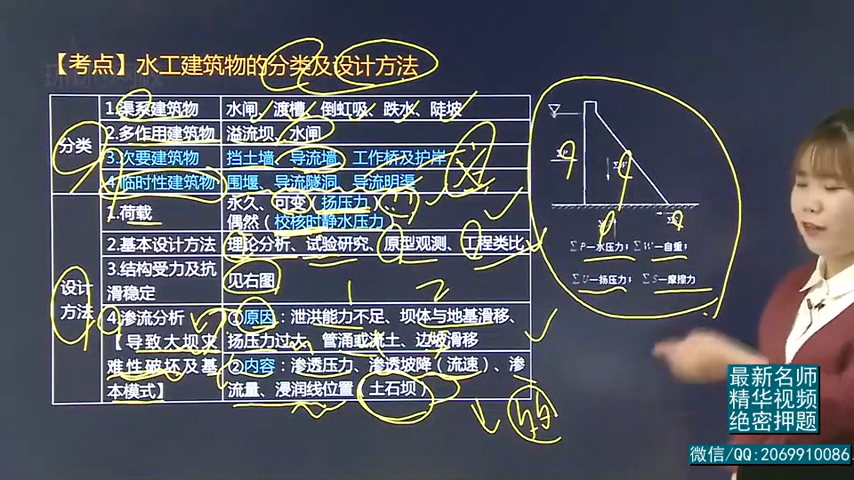 【考点】水工建筑物的分类及设计方法
分类
1.渠系建筑物
水闸、渡槽、倒虹吸、跌水、陡坡
2.多作用建筑物
溢流坝、水闸
3.次要建筑物
挡土墙、导流墙、工作桥及护岸
4.临时性建筑物
围堰、导流隧洞、导流明渠
设计
方法
1.荷载
永久、可变（扬压力）
偶然（校核时静水压力）
2.基本设计方法
理论分析、试验研究、原型观测、工程类比
3.结构受力及抗
滑稳定
见右图
4.渗流分析
【导致大坝灾
难性破坏及基
本模式】
①原因：泄洪能力不足、坝体与地基滑移、
扬压力过大、管涌或流土、边坡滑移
②内容：渗透压力、渗透坡降（流速）、渗
流量、浸润线位置（土石坝）
1 2
ΣP—水压力；ΣW—自重；
ΣU—扬压力；ΣS—摩擦力
最新名师
精华视频
绝密押题
微信/QQ:2069910086